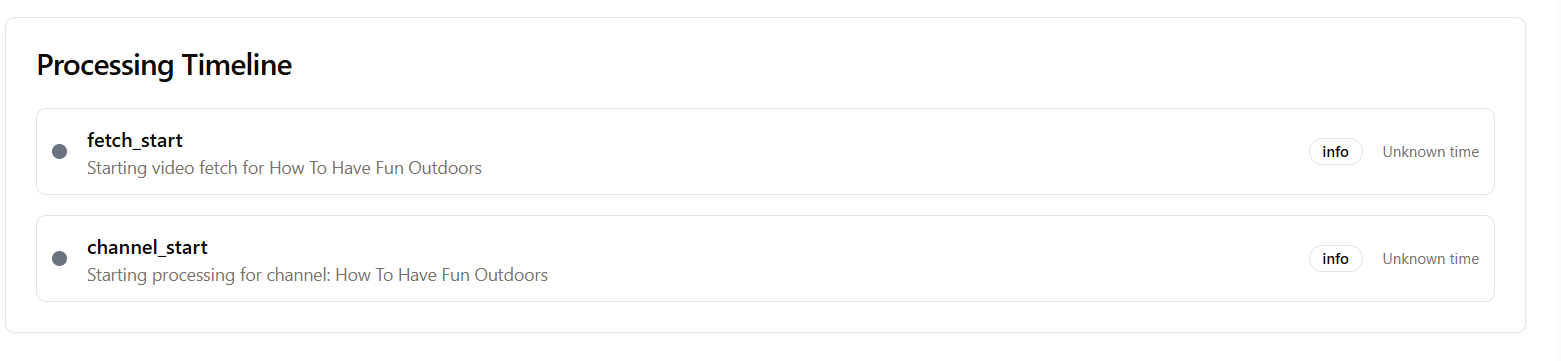 Processing Timeline
fetch_start
Starting video fetch for How To Have Fun Outdoors
info
Unknown time
channel_start
Starting processing for channel: How To Have Fun Outdoors
info
Unknown time